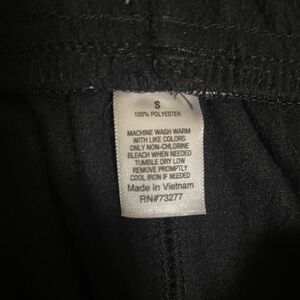 S
100% POLYESTER
MACHINE WASH WARM
WITH LIKE COLORS
ONLY NON-CHLORINE
BLEACH WHEN NEEDED
TUMBLE DRY LOW
REMOVE PROMPTLY
COOL IRON IF NEEDED
Made in Vietnam
RN#73277